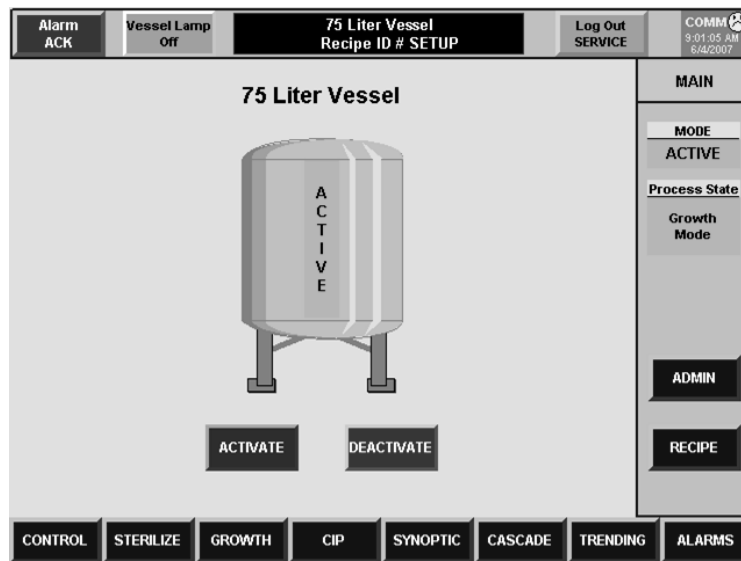 Alarm
ACK
Vessel Lamp
Off
75 Liter Vessel
Recipe ID # SETUP
Log Out
SERVICE
COMM
9:01:05 AM
6/4/2007
75 Liter Vessel
MAIN
MODE
ACTIVE
Process State
Growth
Mode
ACTIVE
ADMIN
RECIPE
ACTIVATE
DEACTIVATE
CONTROL
STERILIZE
GROWTH
CIP
SYNOPTIC
CASCADE
TRENDING
ALARMS